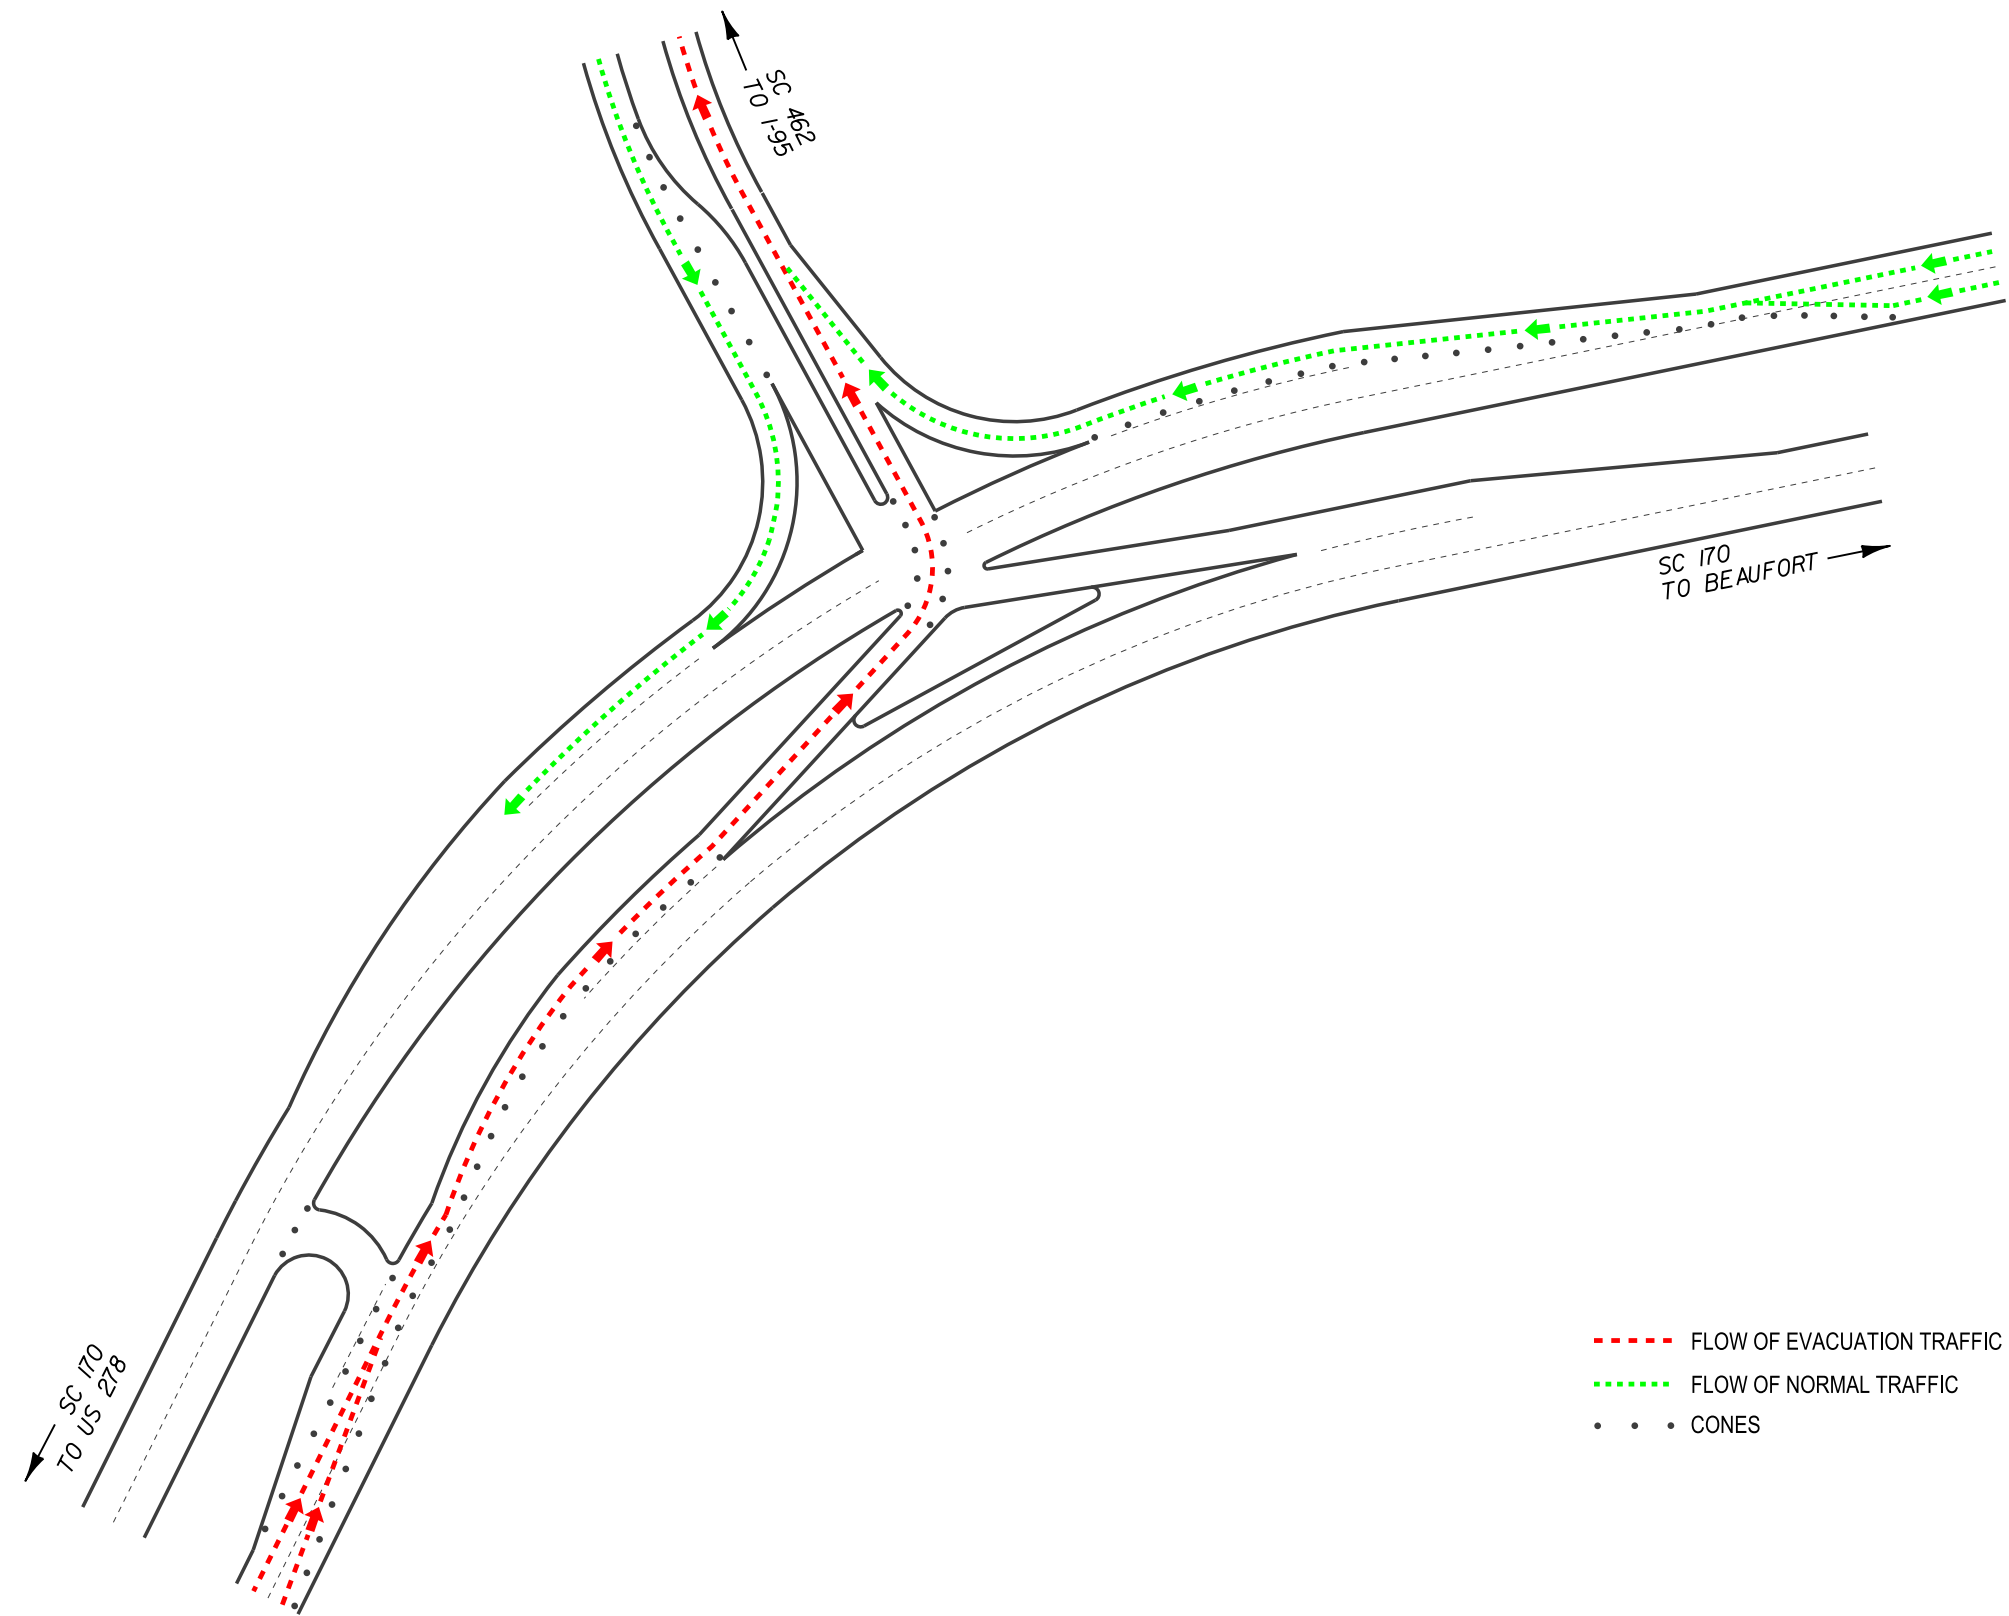 SC 462
TO I-95
SC 170
TO BEAUFORT
SC 170
TO US 278
FLOW OF EVACUATION TRAFFIC
FLOW OF NORMAL TRAFFIC
CONES